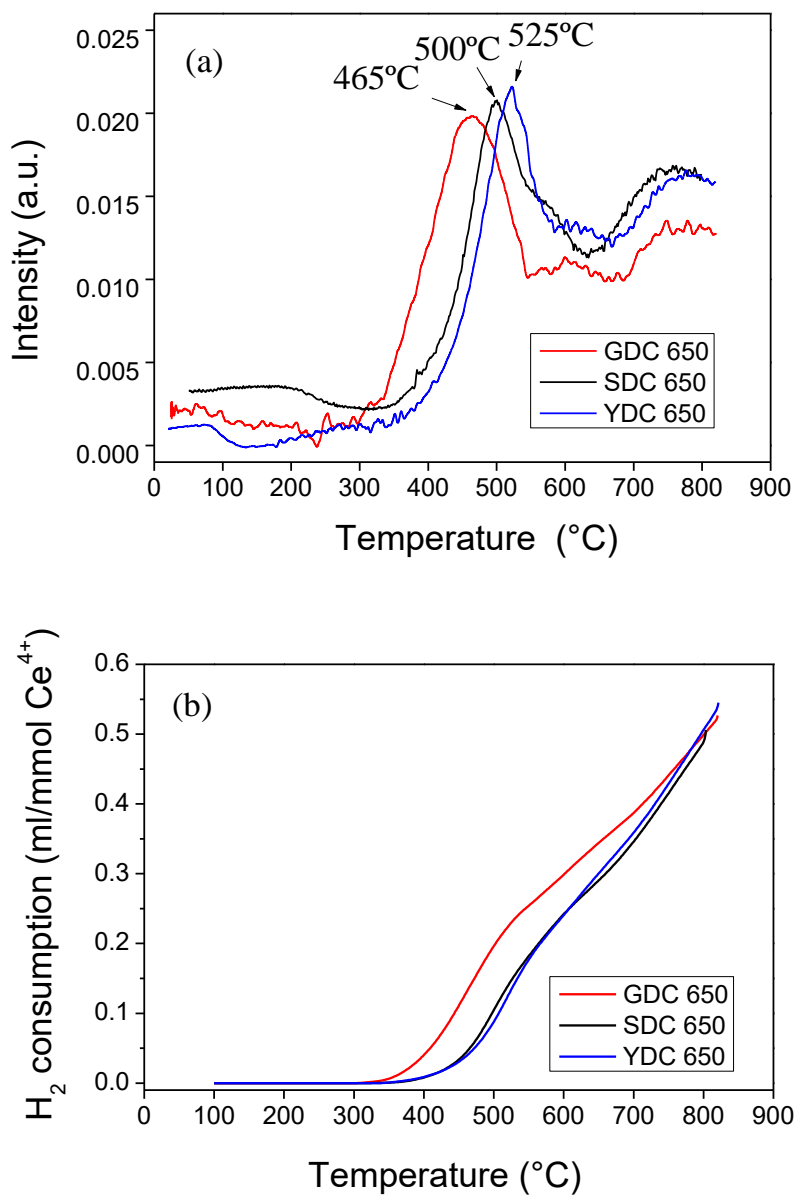 (a)
465ºC
500ºC
525ºC
Intensity (a.u.)
0.025
0.020
0.015
0.010
0.005
0.000
GDC 650
SDC 650
YDC 650
0 100 200 300 400 500 600 700 800 900
Temperature (°C)
(b)
H₂ consumption (ml/mmol Ce⁴⁺)
0.6
0.5
0.4
0.3
0.2
0.1
0.0
GDC 650
SDC 650
YDC 650
0 100 200 300 400 500 600 700 800 900
Temperature (°C)